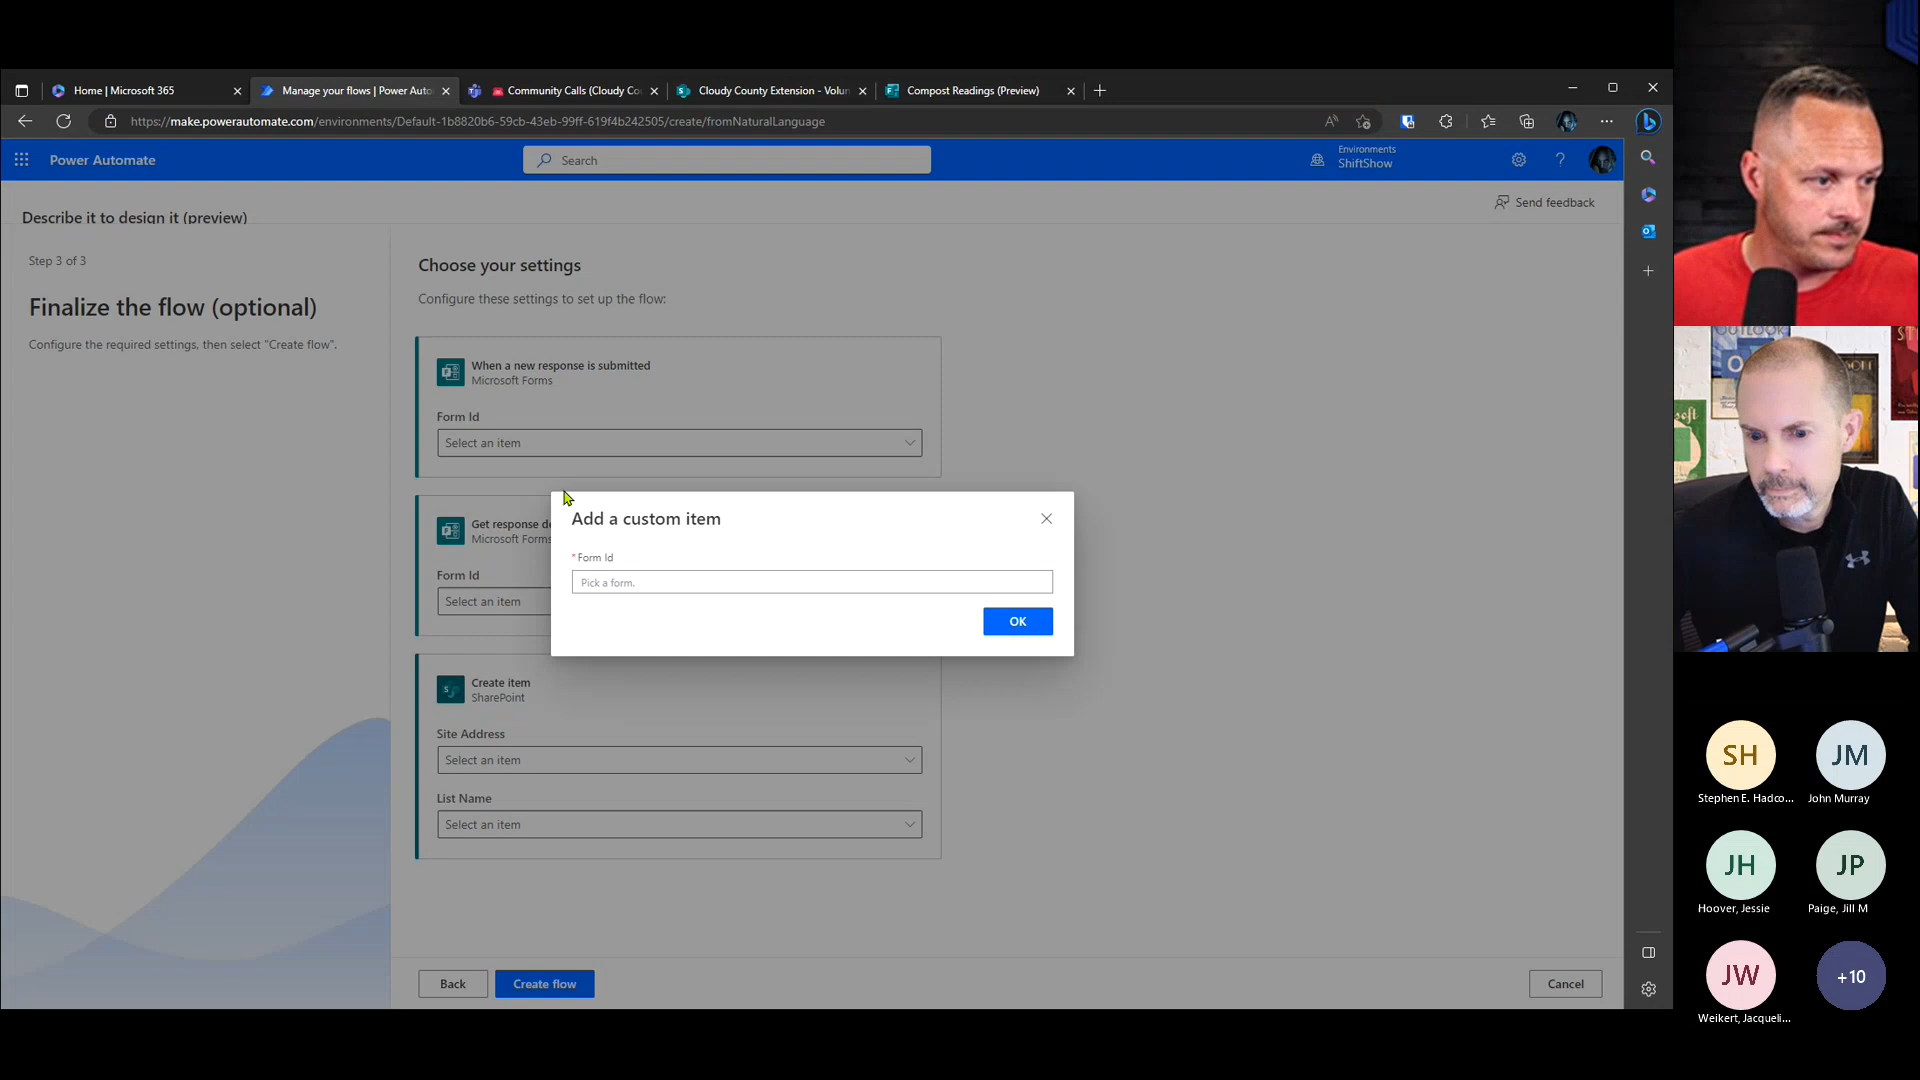 Home | Microsoft 365
Manage your flows | Power Auto
Community Calls (Cloudy Co
Cloudy County Extension - Volun
Compost Readings (Preview)
https://make.powerautomate.com/environments/Default-1b8820b6-59cb-43eb-99ff-619f4b242505/create/fromNaturalLanguage
Power Automate
Search
Environments
ShiftShow
Describe it to design it (preview)
Send feedback
Step 3 of 3
Finalize the flow (optional)
Configure the required settings, then select "Create flow".
Choose your settings
Configure these settings to set up the flow:
When a new response is submitted
Microsoft Forms
Form Id
Select an item
Get response de
Microsoft Forms
Form Id
Select an item
Add a custom item
* Form Id
Pick a form.
OK
Create item
SharePoint
Site Address
Select an item
List Name
Select an item
Back
Create flow
Cancel
OUTLOOK
SH
JM
Stephen E. Hadco...
John Murray
JH
JP
Hoover, Jessie
Paige, Jill M
JW
+10
Weikert, Jacqueli...